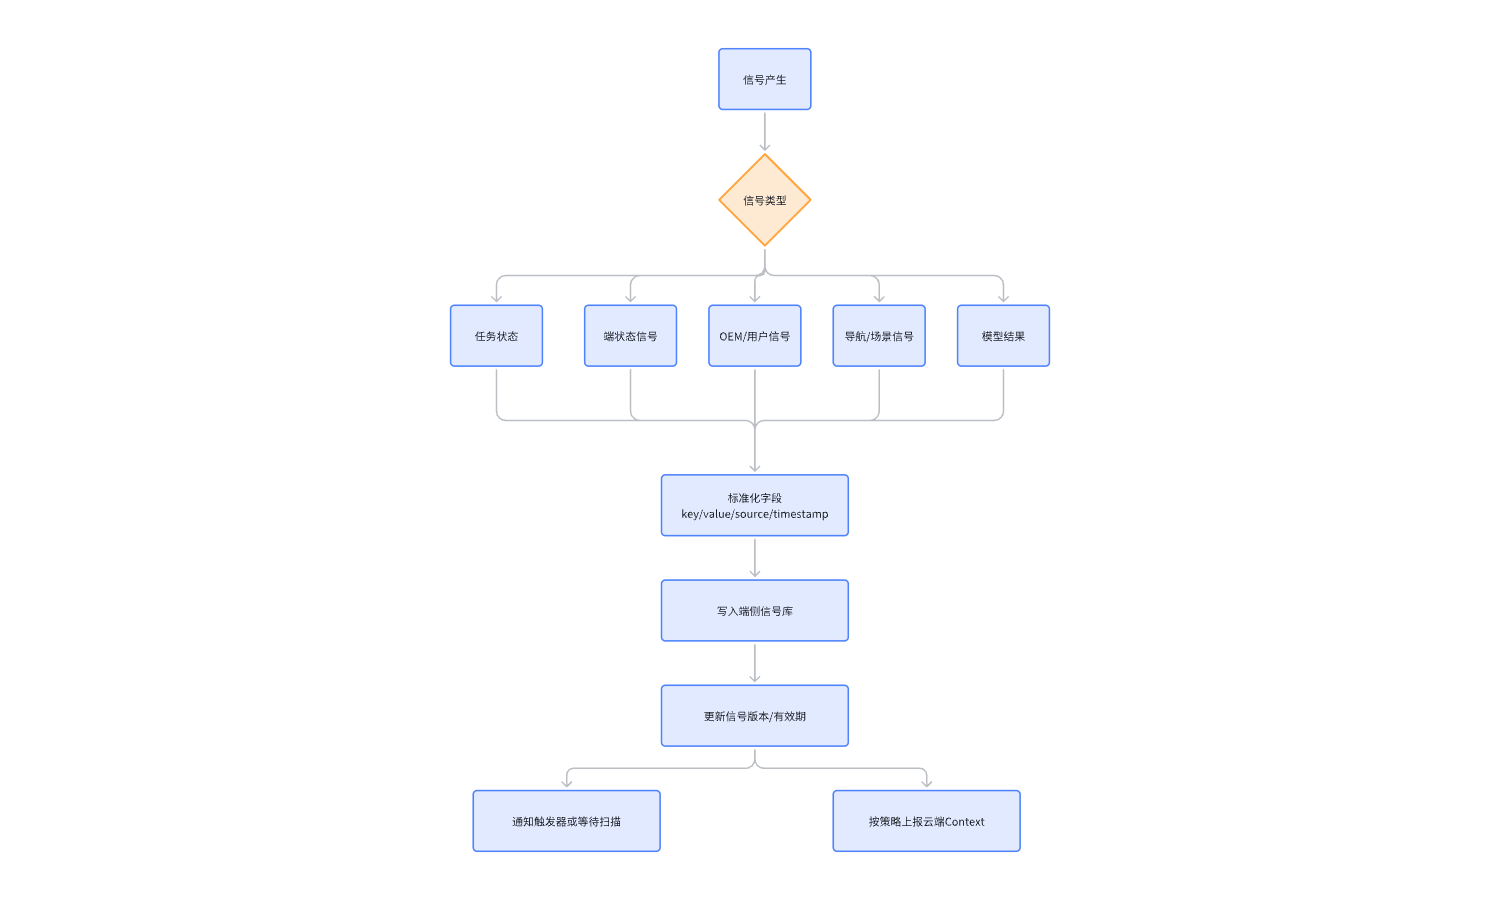 信号产生
信号类型
任务状态
端状态信号
OEM/用户信号
导航/场景信号
模型结果
标准化字段
key/value/source/timestamp
写入端侧信号库
更新信号版本/有效期
通知触发器或等待扫描
按策略上报云端Context